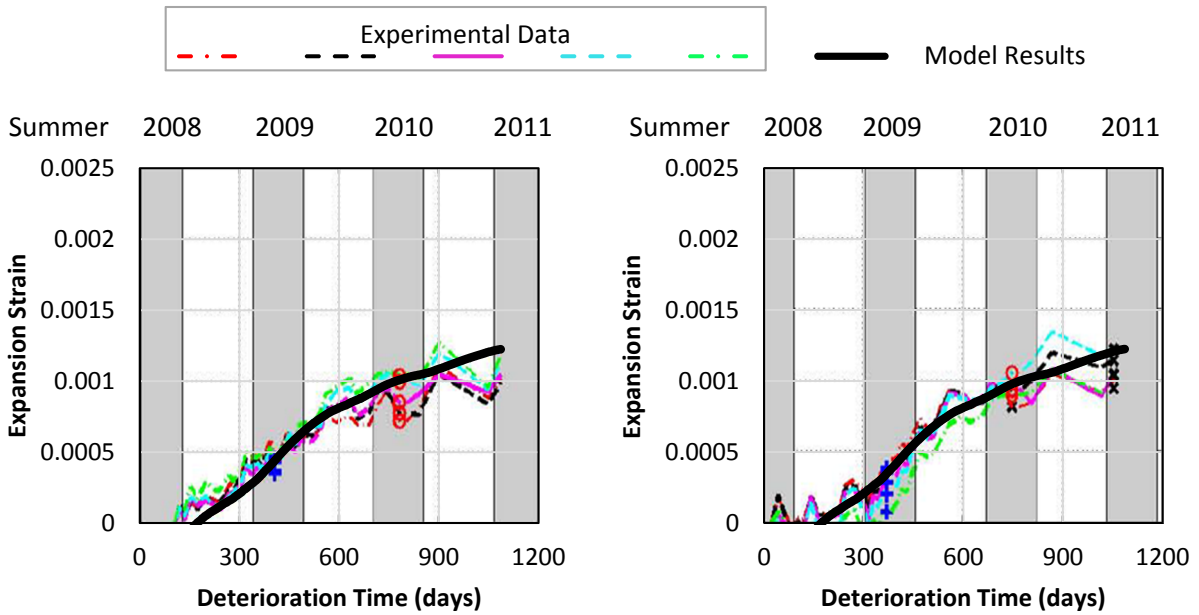 Experimental Data
Model Results
Summer 2008 2009 2010 2011
0.0025
0.002
0.0015
0.001
0.0005
0
Expansion Strain
0 300 600 900 1200
Deterioration Time (days)
Summer 2008 2009 2010 2011
0.0025
0.002
0.0015
0.001
0.0005
0
Expansion Strain
0 300 600 900 1200
Deterioration Time (days)